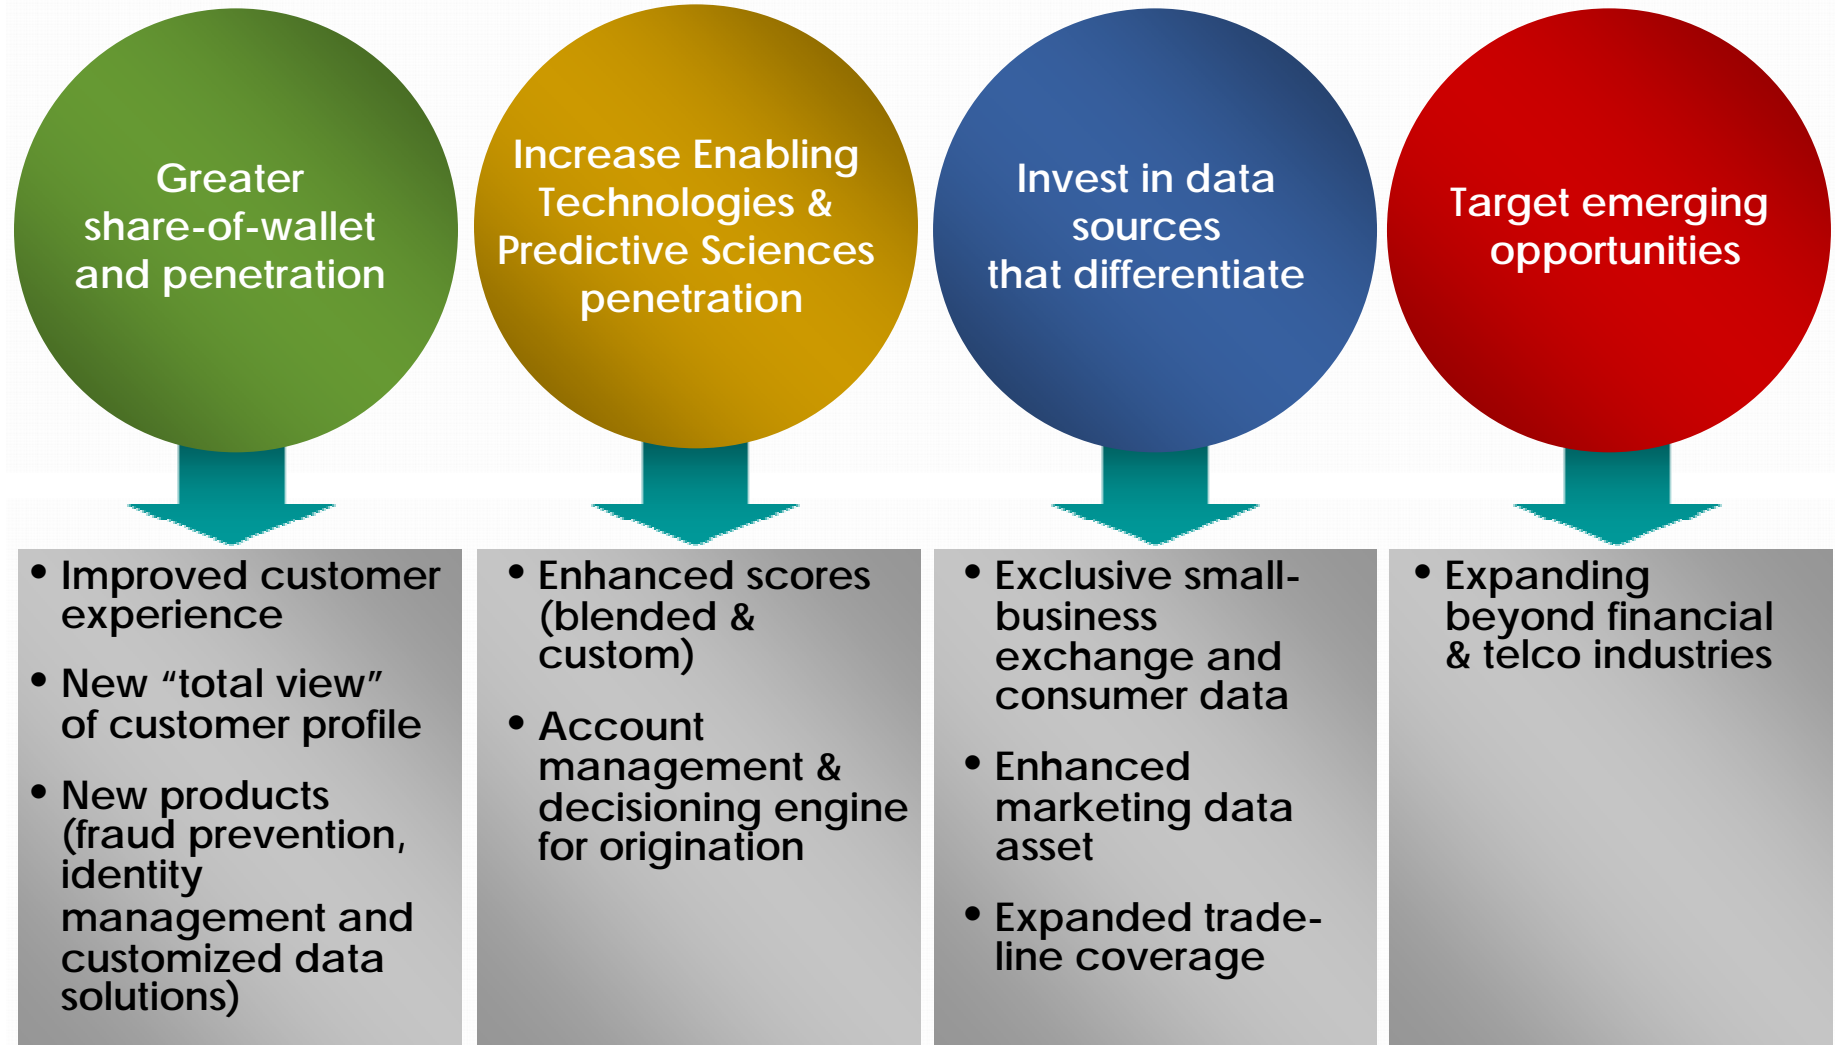 Greater
share-of-wallet
and penetration
Increase Enabling
Technologies &
Predictive Sciences
penetration
Invest in data
sources
that differentiate
Target emerging
opportunities
• Improved customer
experience
• New “total view”
of customer profile
• New products
(fraud prevention,
identity
management and
customized data
solutions)
• Enhanced scores
(blended &
custom)
• Account
management &
decisioning engine
for origination
• Exclusive small-
business
exchange and
consumer data
• Enhanced
marketing data
asset
• Expanded trade-
line coverage
• Expanding
beyond financial
& telco industries